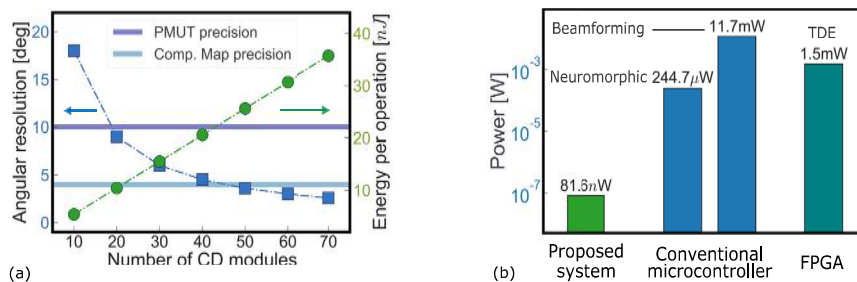 20
15
10
5
0
Angular resolution [deg]
PMUT precision
Comp. Map precision
40
30
20
10
Energy per operation [nJ]
10 20 30 40 50 60 70
Number of CD modules
(a)
Power [W]
10⁻³
10⁻⁵
10⁻⁷
Beamforming
11.7mW
TDE
1.5mW
Neuromorphic
244.7μW
81.6nW
Proposed
system
Conventional
microcontroller
FPGA
(b)